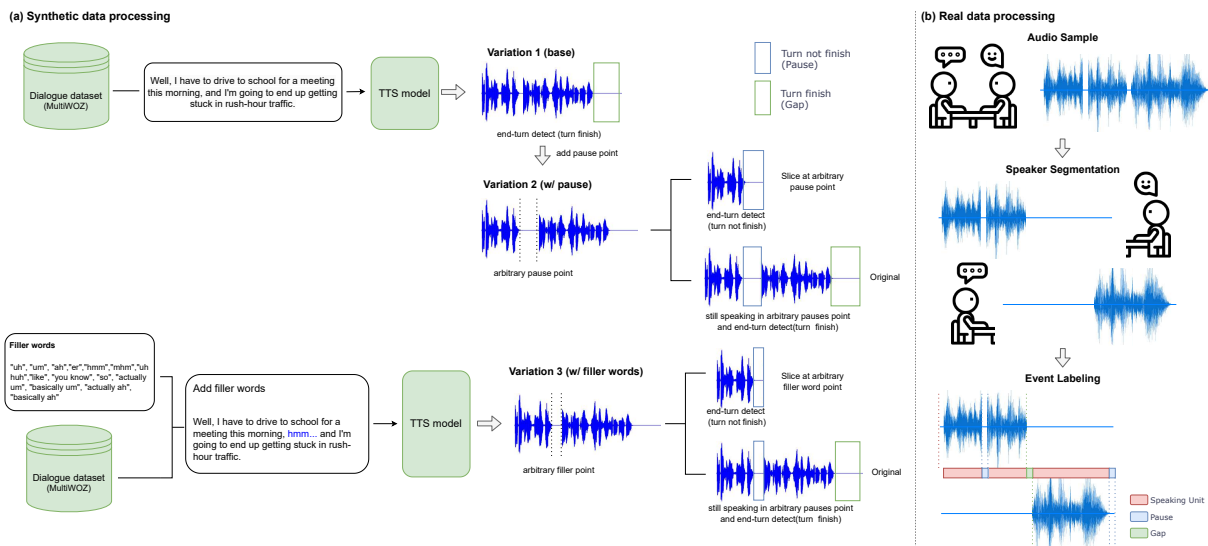 (a) Synthetic data processing
Dialogue dataset
(MultiWOZ)
Well, I have to drive to school for a meeting
this morning, and I'm going to end up getting
stuck in rush-hour traffic.
TTS model
Variation 1 (base)
end-turn detect (turn finish)
Turn not finish
(Pause)
Turn finish
(Gap)
add pause point
Variation 2 (w/ pause)
arbitrary pause point
Slice at arbitrary
pause point
end-turn detect
(turn not finish)
Original
still speaking in arbitrary pauses point
and end-turn detect(turn finish)
Filler words
"uh", "um", "ah","er","hmm","mhm","uh
huh","like", "you know", "so", "actually
um", "basically um", "actually ah",
"basically ah"
Dialogue dataset
(MultiWOZ)
Add filler words
Well, I have to drive to school for a
meeting this morning, hmm... and I'm
going to end up getting stuck in rush-
hour traffic.
TTS model
Variation 3 (w/ filler words)
arbitrary filler point
Slice at arbitrary
filler word point
end-turn detect
(turn not finish)
Original
still speaking in arbitrary pauses point
and end-turn detect(turn finish)
(b) Real data processing
Audio Sample
Speaker Segmentation
Event Labeling
Speaking Unit
Pause
Gap